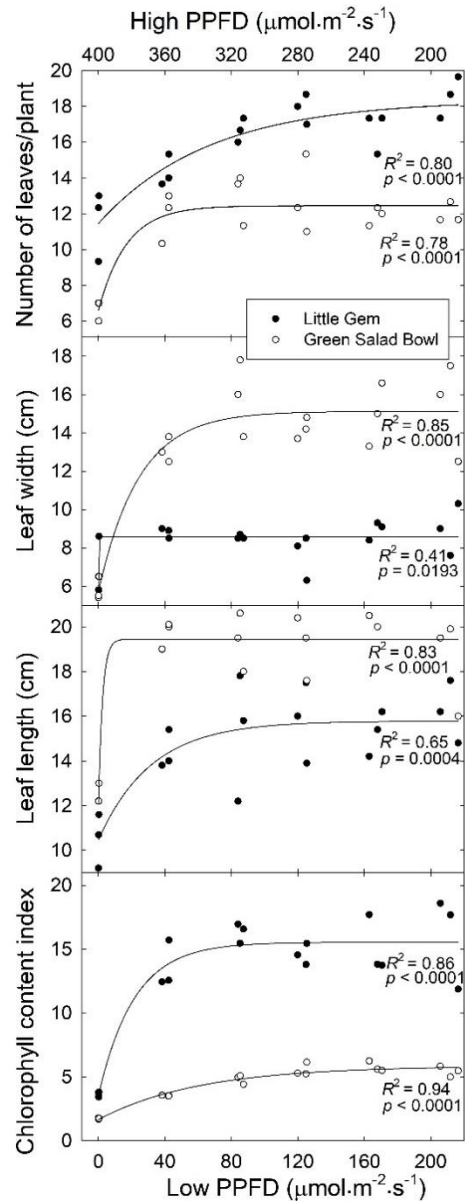 High PPFD (μmol·m⁻²·s⁻¹)
400 360 320 280 240 200
Number of leaves/plant
20
18
16
14
12
10
8
6
R² = 0.80
p < 0.0001
R² = 0.78
p < 0.0001
Little Gem
Green Salad Bowl
Leaf width (cm)
18
16
14
12
10
8
6
R² = 0.85
p < 0.0001
R² = 0.41
p = 0.0193
Leaf length (cm)
20
18
16
14
12
10
R² = 0.83
p < 0.0001
R² = 0.65
p = 0.0004
Chlorophyll content index
20
15
10
5
0
R² = 0.86
p < 0.0001
R² = 0.94
p < 0.0001
0 40 80 120 160 200
Low PPFD (μmol·m⁻²·s⁻¹)